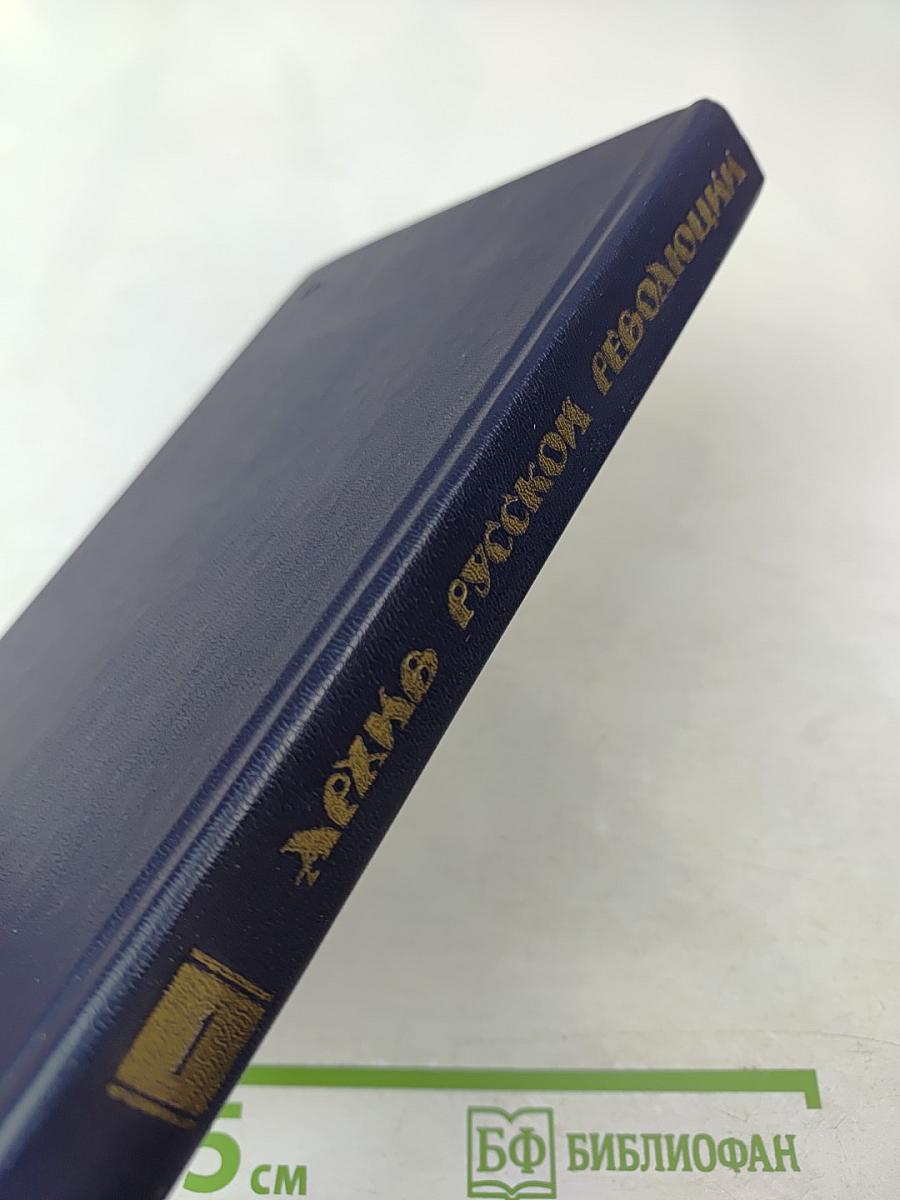 Архив русской революции
1
5 см
БФ БИБЛИОФАН